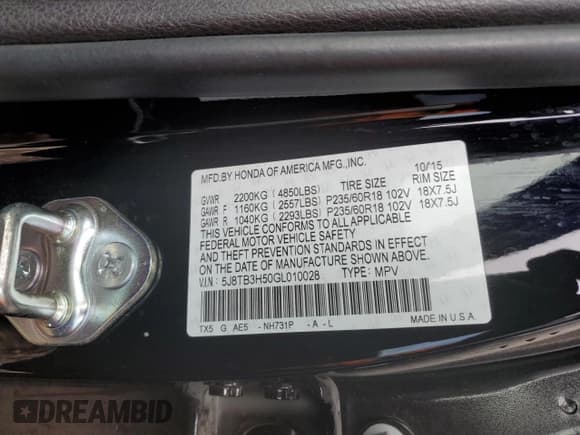 MFD.BY HONDA OF AMERICA MFG.,INC. 10/15
GVWR 2200KG ( 4850LBS) TIRE SIZE RIM SIZE
GAWR F 1160KG ( 2557LBS) P235/60R18 102V 18X7.5J
GAWR R 1040KG ( 2293LBS) P235/60R18 102V 18X7.5J
THIS VEHICLE CONFORMS TO ALL APPLICABLE
FEDERAL MOTOR VEHICLE SAFETY
AND THEFT PREVENTION STANDARDS IN EFFECT
ON THE DATE OF MANUFACTURE SHOWN ABOVE.
V.I.N : 5J8TB3H50GL010028 TYPE: MPV
TX5 G AE5 - NH731P - A - L MADE IN U.S.A.
DREAMBID